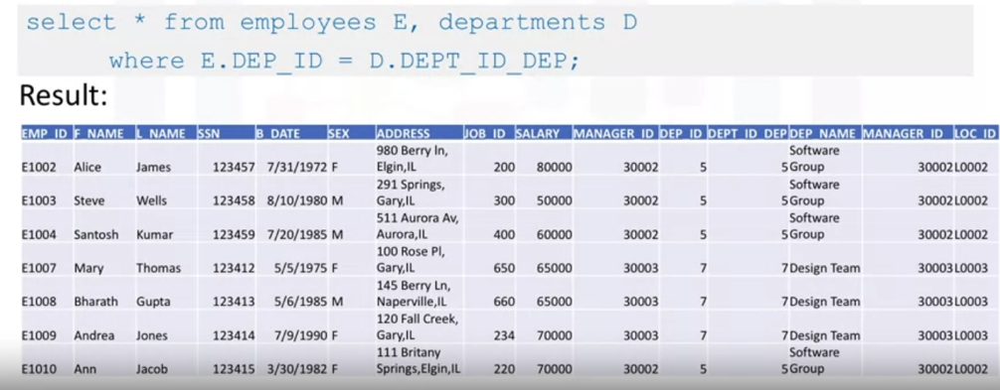 select * from employees E, departments D
where E.DEP_ID = D.DEPT_ID_DEP;
Result:
EMP_ID F_NAME L_NAME SSN B_DATE SEX ADDRESS JOB_ID SALARY MANAGER_ID DEP_ID DEPT_ID_DEP DEP_NAME MANAGER_ID LOC_ID
980 Berry ln, Software
E1002 Alice James 123457 7/31/1972 F Elgin,IL 200 80000 30002 5 5 Group 30002 L0002
291 Springs, Software
E1003 Steve Wells 123458 8/10/1980 M Gary,IL 300 50000 30002 5 5 Group 30002 L0002
511 Aurora Av, Software
E1004 Santosh Kumar 123459 7/20/1985 M Aurora,IL 400 60000 30002 5 5 Group 30002 L0002
100 Rose Pl,
E1007 Mary Thomas 123412 5/5/1975 F Gary,IL 650 65000 30003 7 7 Design Team 30003 L0003
145 Berry Ln,
E1008 Bharath Gupta 123413 5/6/1985 M Naperville,IL 660 65000 30003 7 7 Design Team 30003 L0003
120 Fall Creek,
E1009 Andrea Jones 123414 7/9/1990 F Gary,IL 234 70000 30003 7 7 Design Team 30003 L0003
111 Britany Software
E1010 Ann Jacob 123415 3/30/1982 F Springs,Elgin,IL 220 70000 30002 5 5 Group 30002 L0002